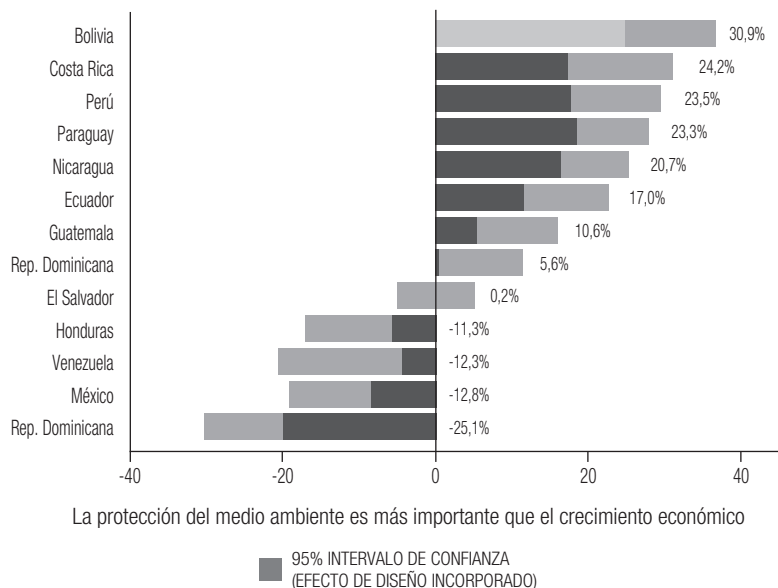 Bolivia 30,9%
Costa Rica 24,2%
Perú 23,5%
Paraguay 23,3%
Nicaragua 20,7%
Ecuador 17,0%
Guatemala 10,6%
Rep. Dominicana 5,6%
El Salvador 0,2%
Honduras -11,3%
Venezuela -12,3%
México -12,8%
Rep. Dominicana -25,1%
-40 -20 0 20 40
La protección del medio ambiente es más importante que el crecimiento económico
95% INTERVALO DE CONFIANZA
(EFECTO DE DISEÑO INCORPORADO)